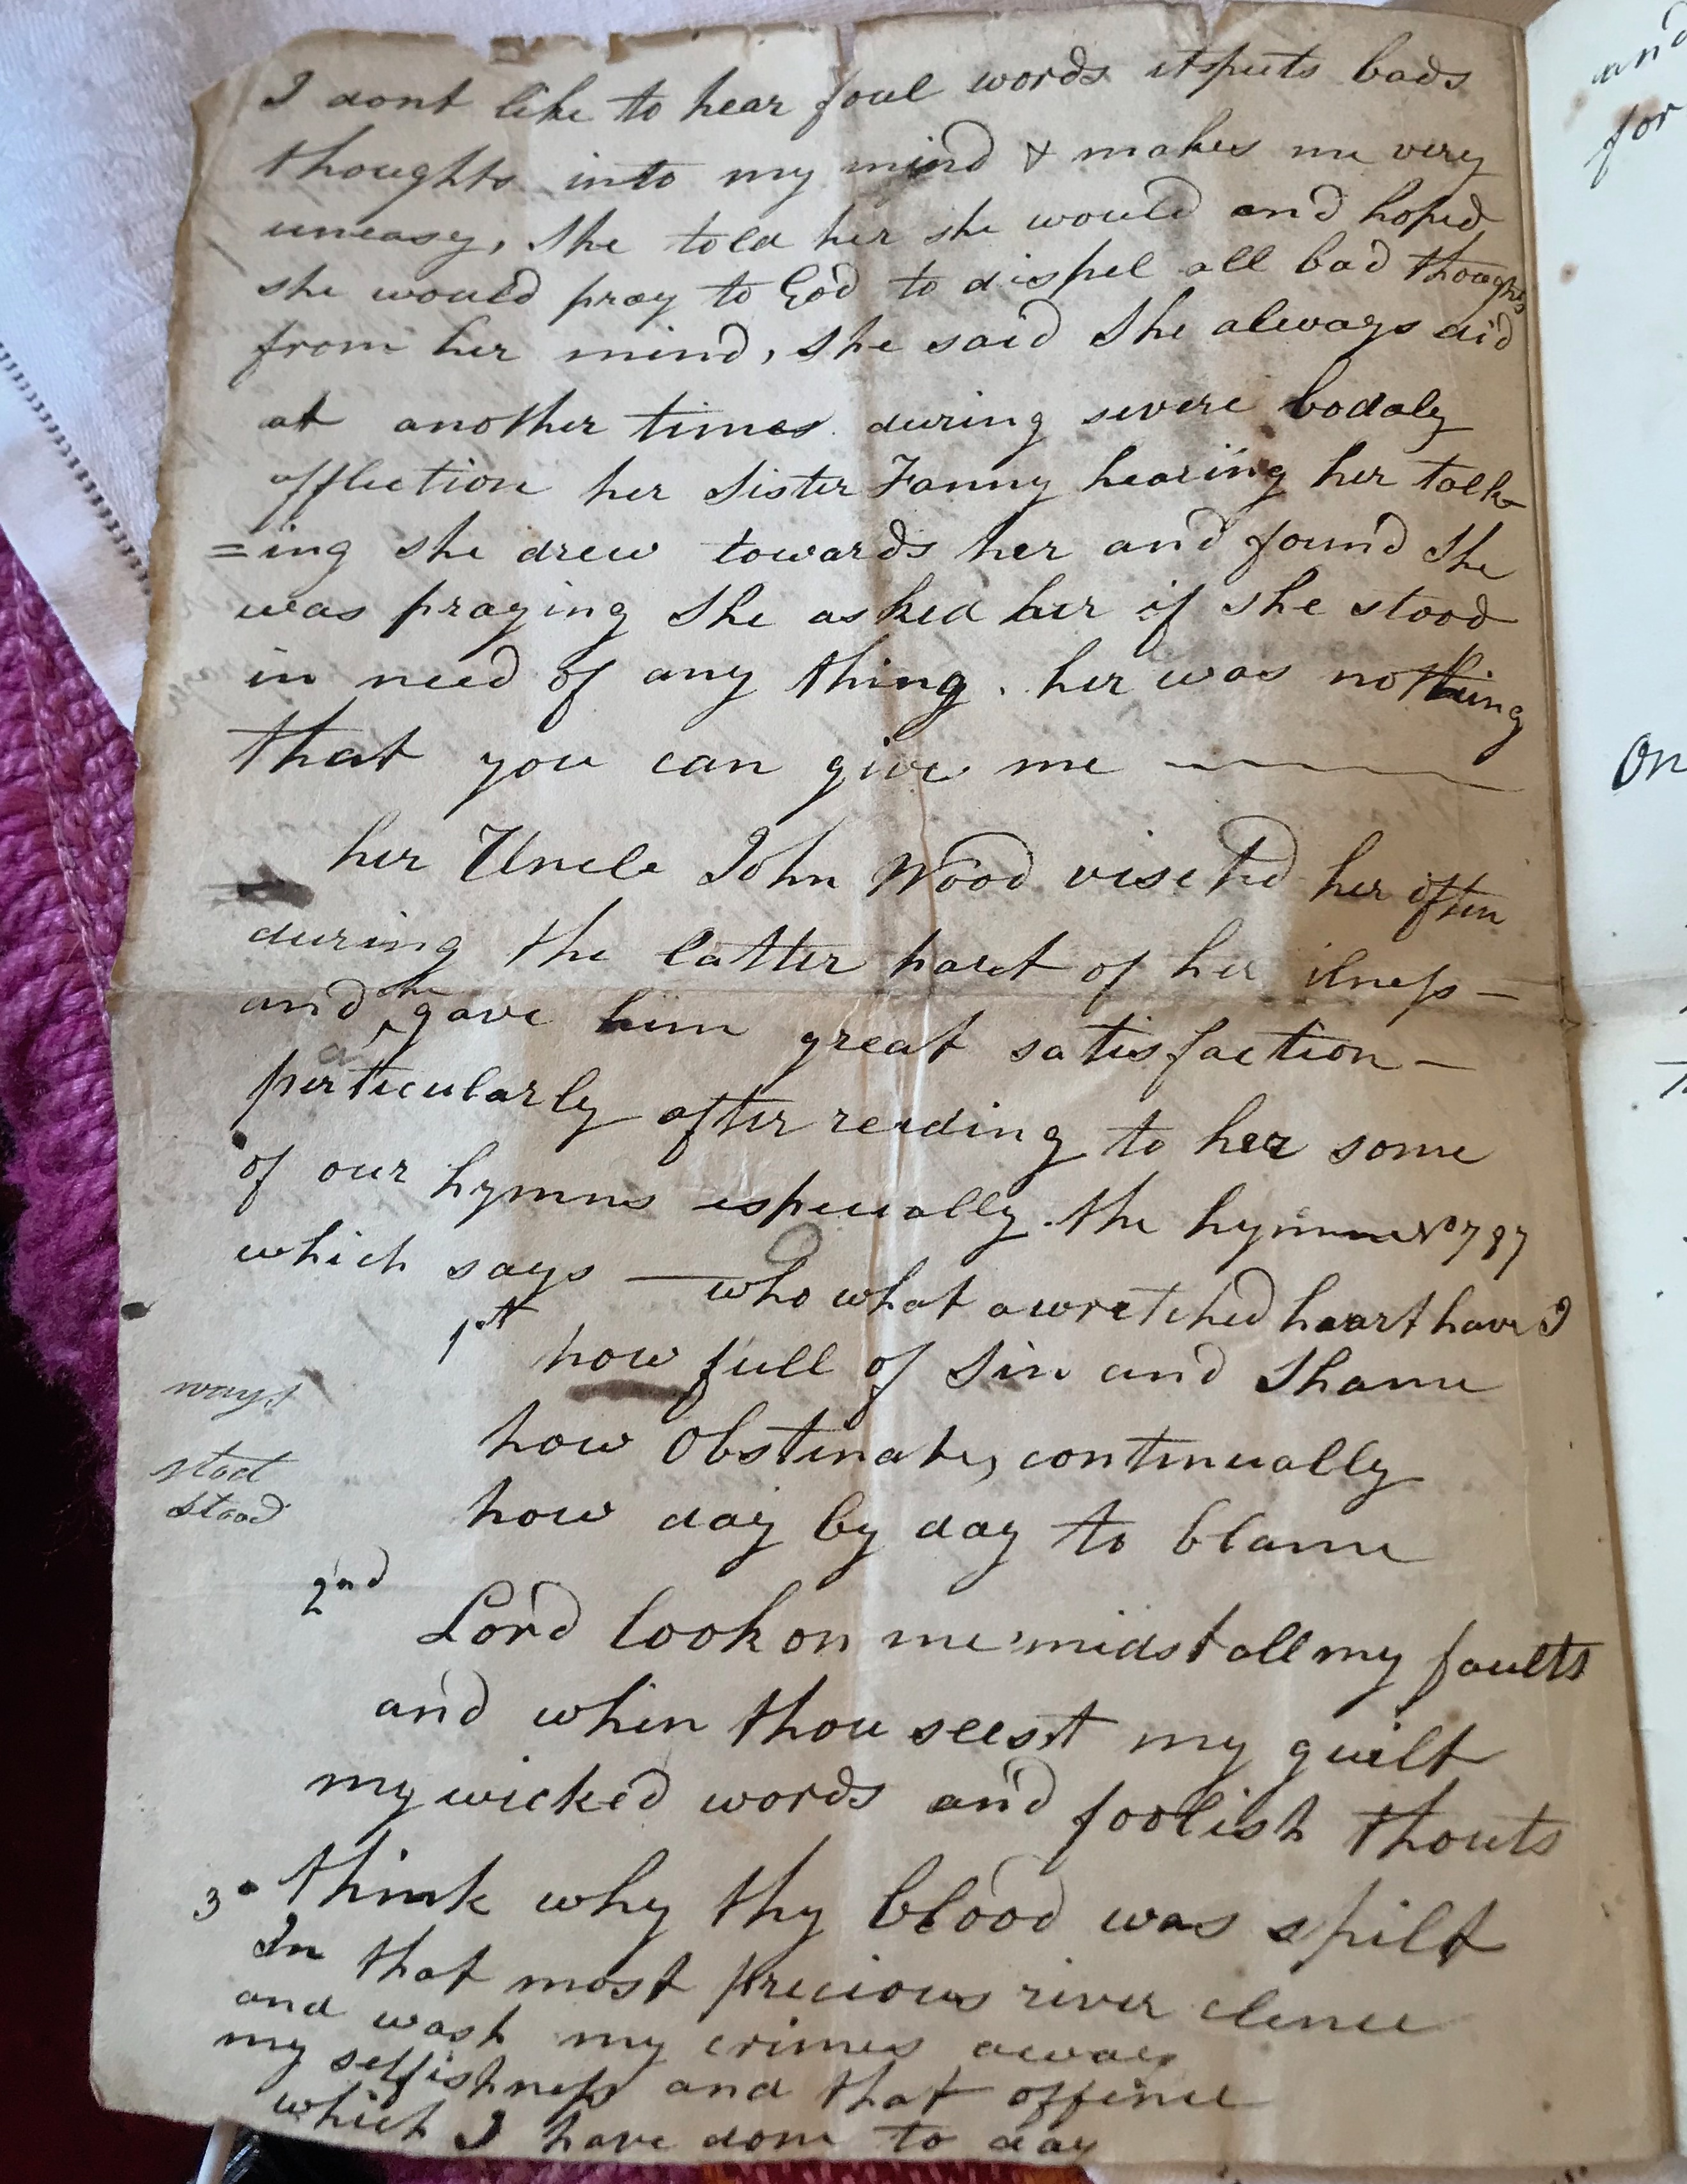 I dont like to hear foul words it puts bads
thoughts into my mind & makes me very
uneasy, She told her she would and hoped
she would pray to God to dispel all bad thoughts
from her mind, she said She always did
at another times during severe bodaly
afflection her Sister Fanny hearing her talk
=ing she drew towards her and found She
was praying She asked her if she stood
in need of any thing. her was nothing
that you can give me
her Uncle John Wood viseted her often
during the latter part of her ilness -
and she gave him great satisfaction -
particularly after reading to her some
of our hymns especially the hymn No 787
which says — who what a wretched heart have I
1st how full of Sin and Shame
how Obstinate, continually
how day by day to blame
wayst
stod
stood
2nd Lord look on me 'midst all my faults
and when thou seest my guilt
my wicked words and foolish thouts
think why thy blood was spilt
3 In that most precious river clence
and wash my crimes away
my selfishness and that offence
which I have done to day
and
for
On